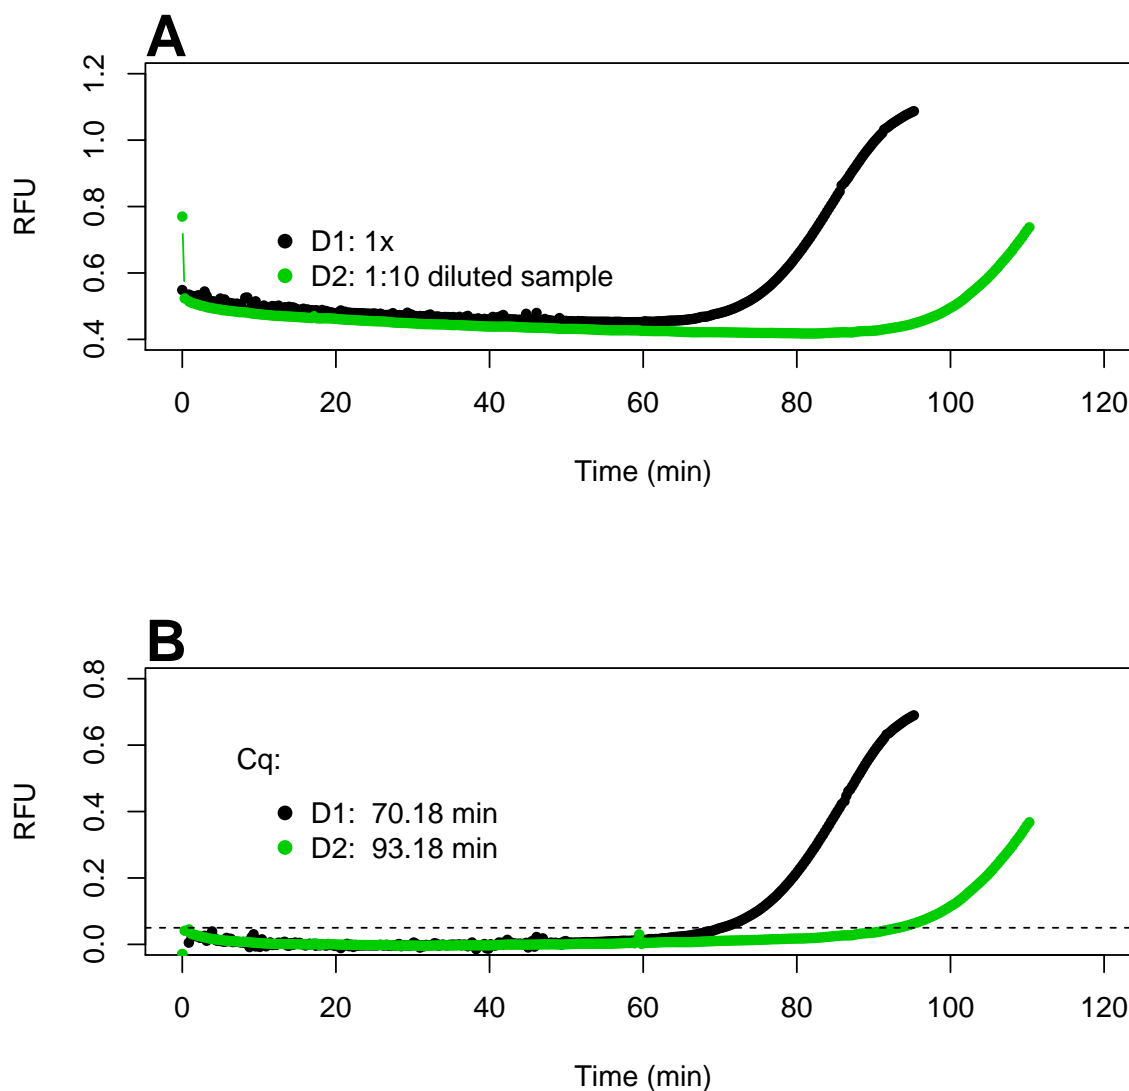 A
1.2
1.0
0.8
0.6
0.4
RFU
D1: 1x
D2: 1:10 diluted sample
0 20 40 60 80 100 120
Time (min)
B
0.8
0.6
0.4
0.2
0.0
RFU
Cq:
D1: 70.18 min
D2: 93.18 min
0 20 40 60 80 100 120
Time (min)